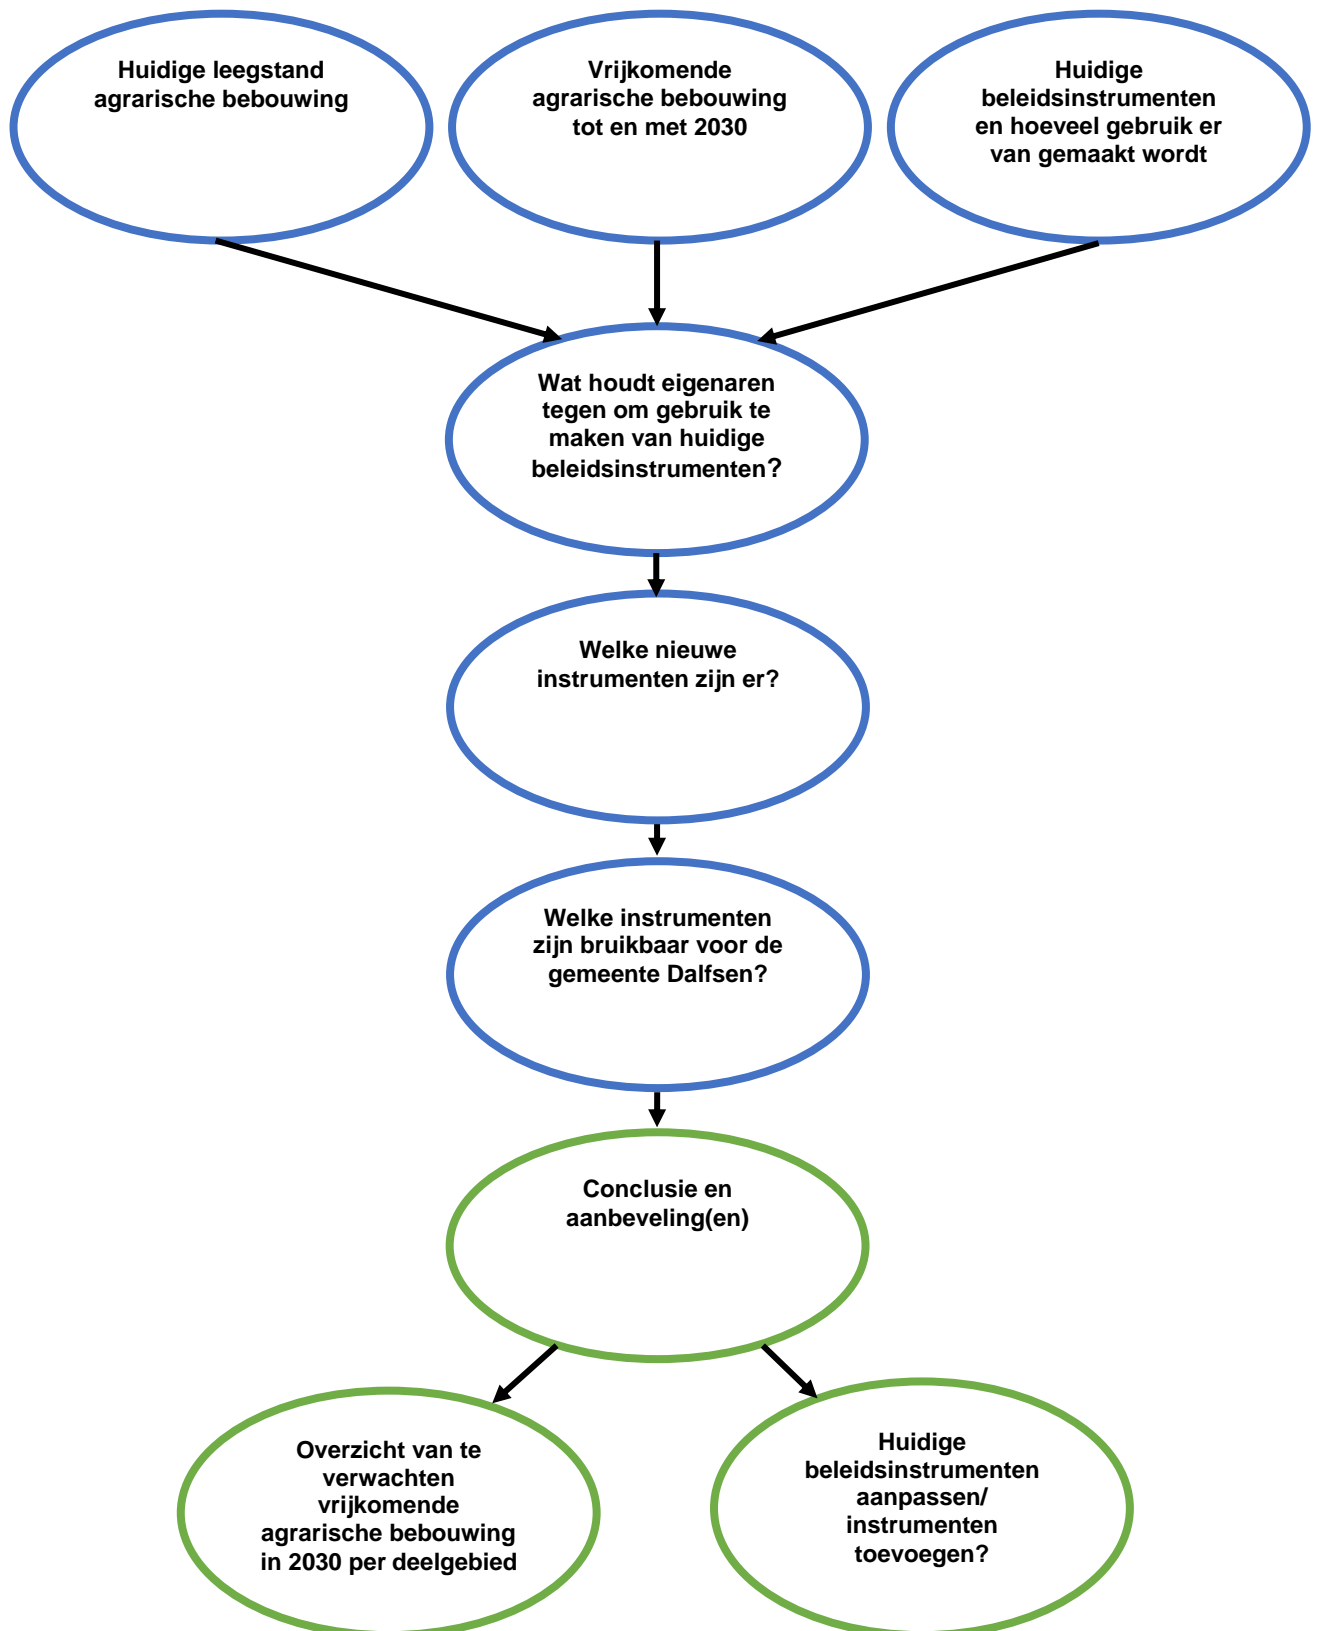 Huidige leegstand
agrarische bebouwing
Vrijkomende
agrarische bebouwing
tot en met 2030
Huidige
beleidsinstrumenten
en hoeveel gebruik er
van gemaakt wordt
Wat houdt eigenaren
tegen om gebruik te
maken van huidige
beleidsinstrumenten?
Welke nieuwe
instrumenten zijn er?
Welke instrumenten
zijn bruikbaar voor de
gemeente Dalfsen?
Conclusie en
aanbeveling(en)
Overzicht van te
verwachten
vrijkomende
agrarische bebouwing
in 2030 per deelgebied
Huidige
beleidsinstrumenten
aanpassen/
instrumenten
toevoegen?